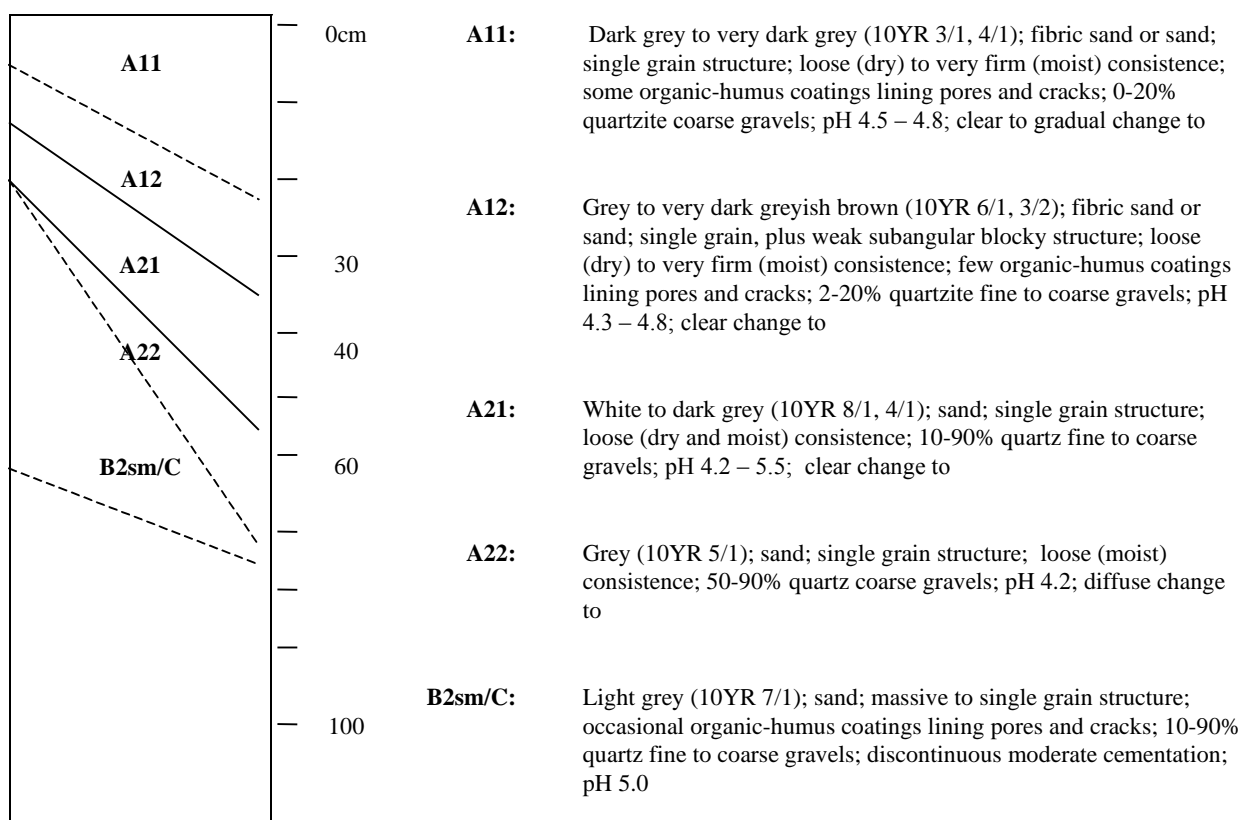 0cm
30
40
60
100
A11
A12
A21
A22
B2sm/C
A11: Dark grey to very dark grey (10YR 3/1, 4/1); fibric sand or sand;
single grain structure; loose (dry) to very firm (moist) consistence;
some organic-humus coatings lining pores and cracks; 0-20%
quartzite coarse gravels; pH 4.5 – 4.8; clear to gradual change to
A12: Grey to very dark greyish brown (10YR 6/1, 3/2); fibric sand or
sand; single grain, plus weak subangular blocky structure; loose
(dry) to very firm (moist) consistence; few organic-humus coatings
lining pores and cracks; 2-20% quartzite fine to coarse gravels; pH
4.3 – 4.8; clear change to
A21: White to dark grey (10YR 8/1, 4/1); sand; single grain structure;
loose (dry and moist) consistence; 10-90% quartz fine to coarse
gravels; pH 4.2 – 5.5; clear change to
A22: Grey (10YR 5/1); sand; single grain structure; loose (moist)
consistence; 50-90% quartz coarse gravels; pH 4.2; diffuse change
to
B2sm/C: Light grey (10YR 7/1); sand; massive to single grain structure;
occasional organic-humus coatings lining pores and cracks; 10-90%
quartz fine to coarse gravels; discontinuous moderate cementation;
pH 5.0